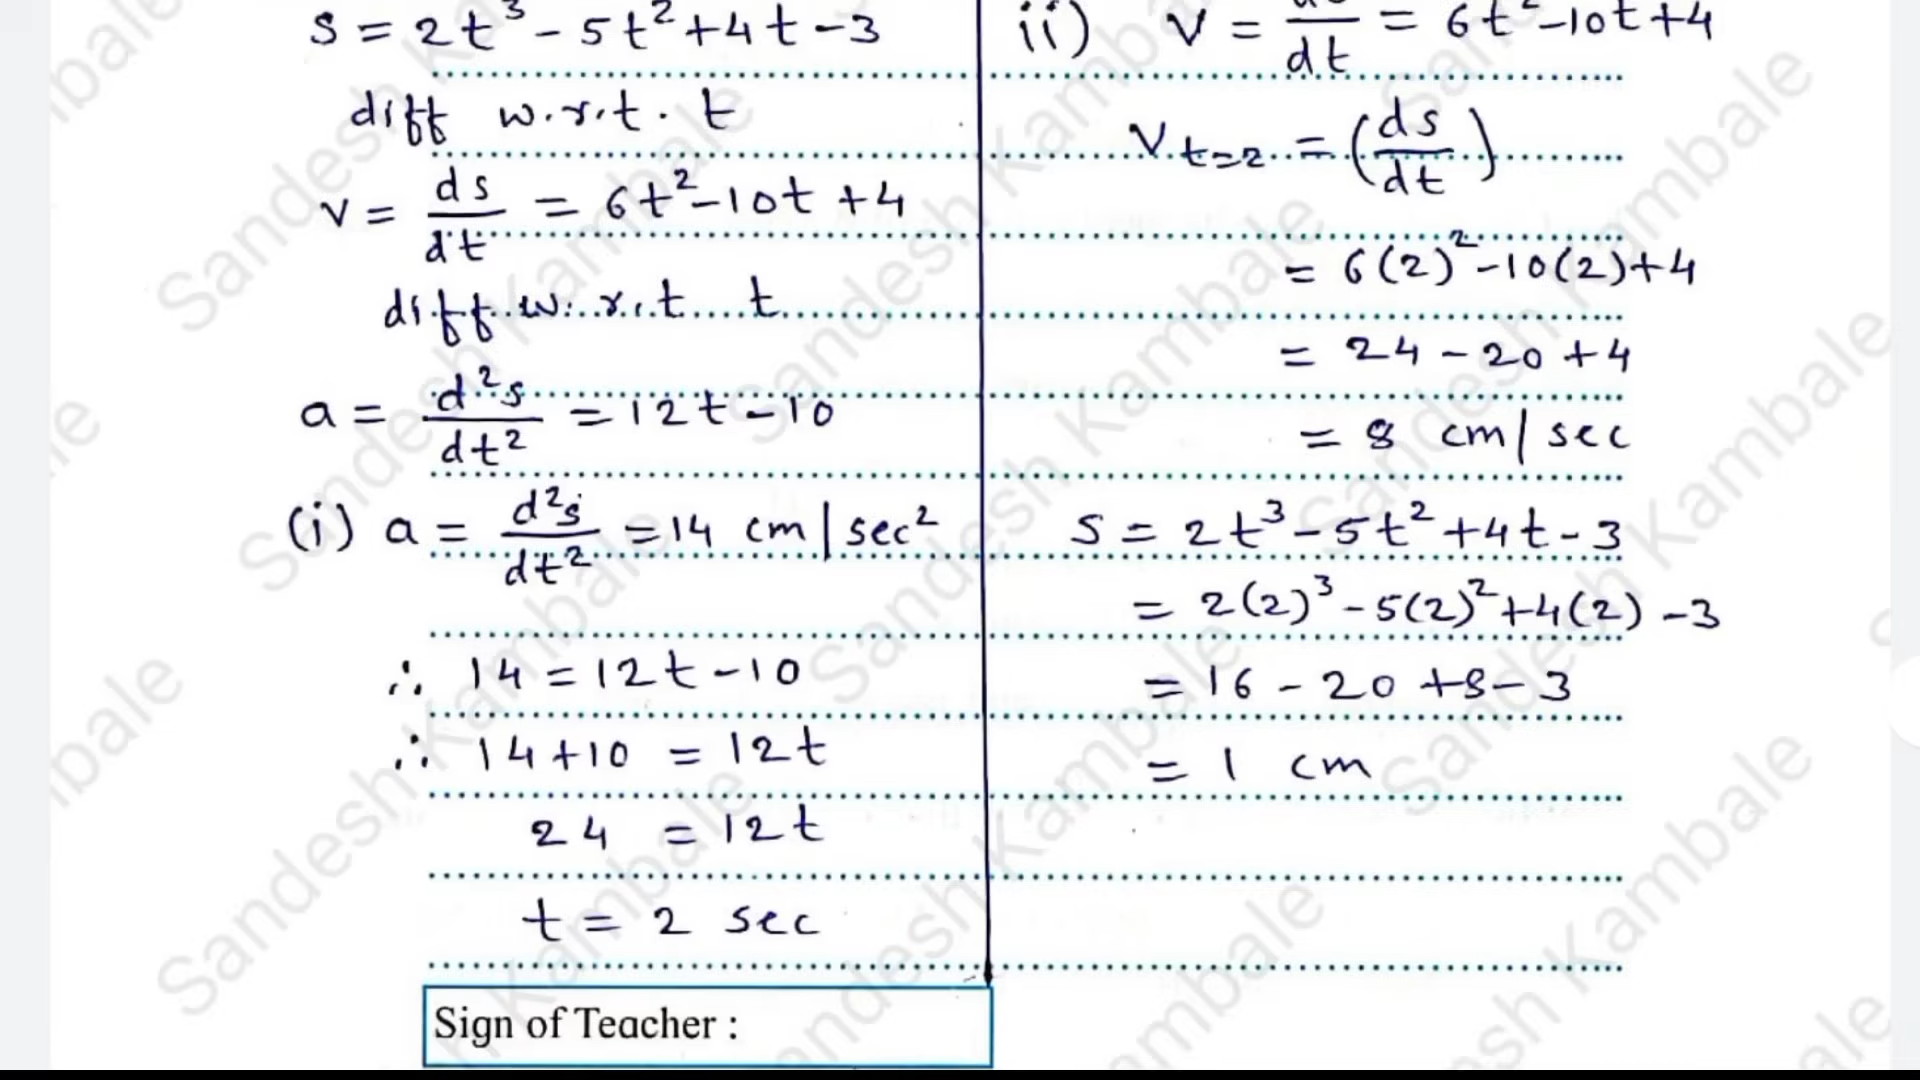 s = 2t³ - 5t² + 4t - 3
diff w.r.t. t
v = ds/dt = 6t² - 10t + 4
diff w.r.t t
a = d²s/dt² = 12t - 10
(i) a = d²s/dt² = 14 cm/sec²
∴ 14 = 12t - 10
∴ 14 + 10 = 12t
24 = 12t
t = 2 sec
Sign of Teacher :
ii) v = ds/dt = 6t² - 10t + 4
v t=2 = (ds/dt)
= 6(2)² - 10(2) + 4
= 24 - 20 + 4
= 8 cm/sec
s = 2t³ - 5t² + 4t - 3
= 2(2)³ - 5(2)² + 4(2) - 3
= 16 - 20 + 8 - 3
= 1 cm
Sandesh Kambale